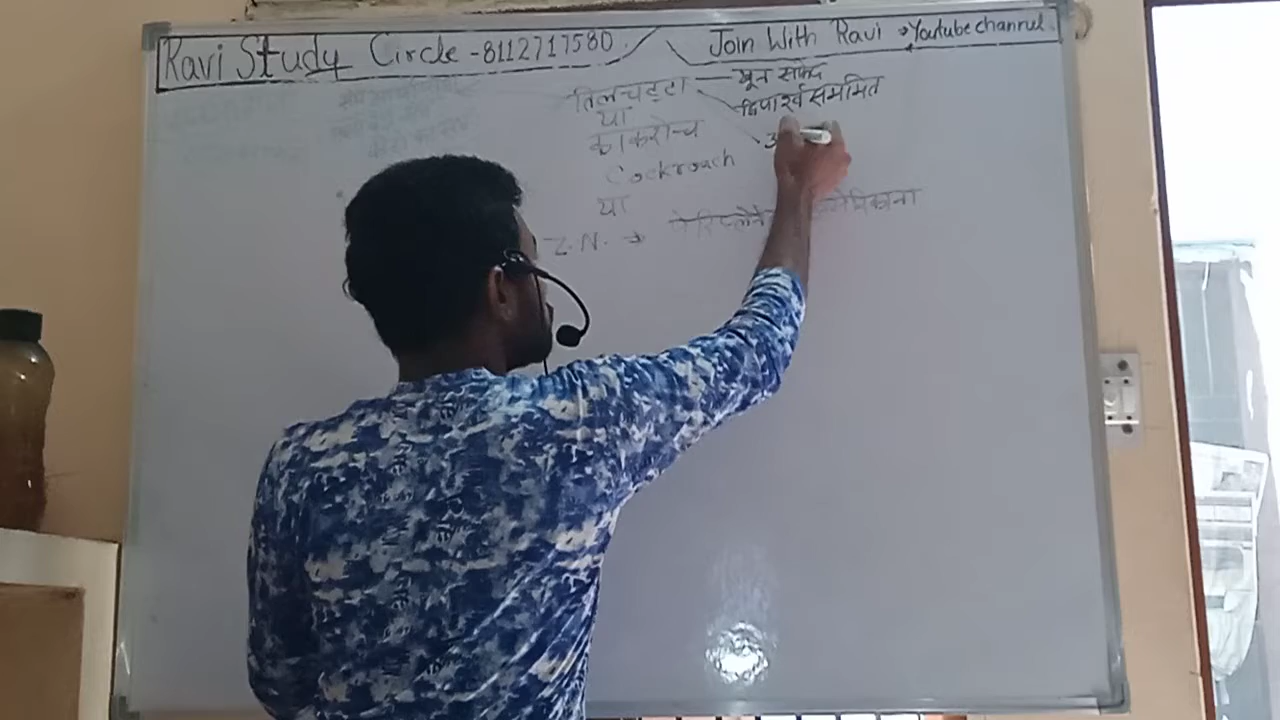 Ravi Study Circle -8112717580.
Join With Ravi Youtube channel.
तिलचट्टा — खून सफेद
द्विपार्श्व सममित
या
काकरोन्च
Cockroach
या
Z.N. → अमेरिकाना